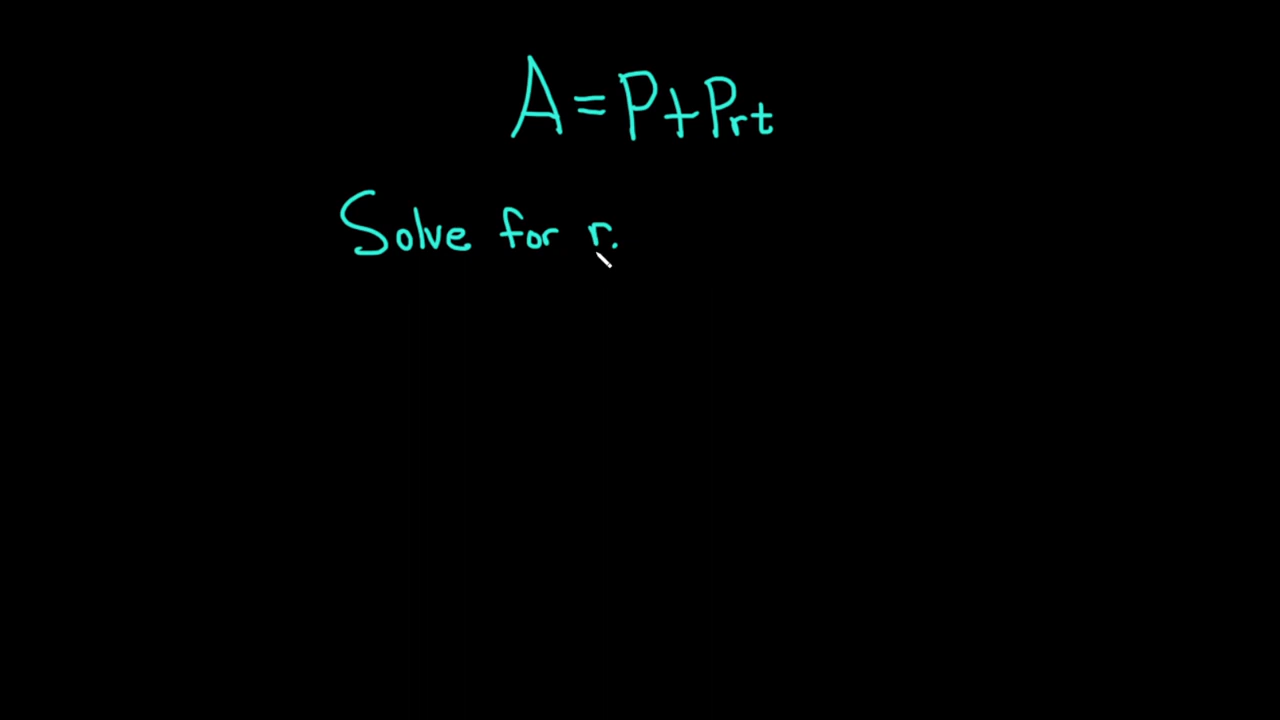 A = P + Prt
Solve for r.